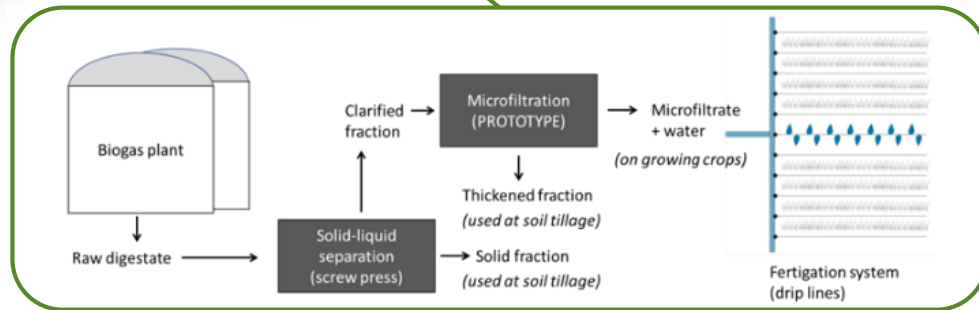 Biogas plant
Raw digestate
Solid-liquid
separation
(screw press)
Clarified
fraction
Microfiltration
(PROTOTYPE)
Microfiltrate
+ water
(on growing crops)
Thickened fraction
(used at soil tillage)
Solid fraction
(used at soil tillage)
Fertigation system
(drip lines)